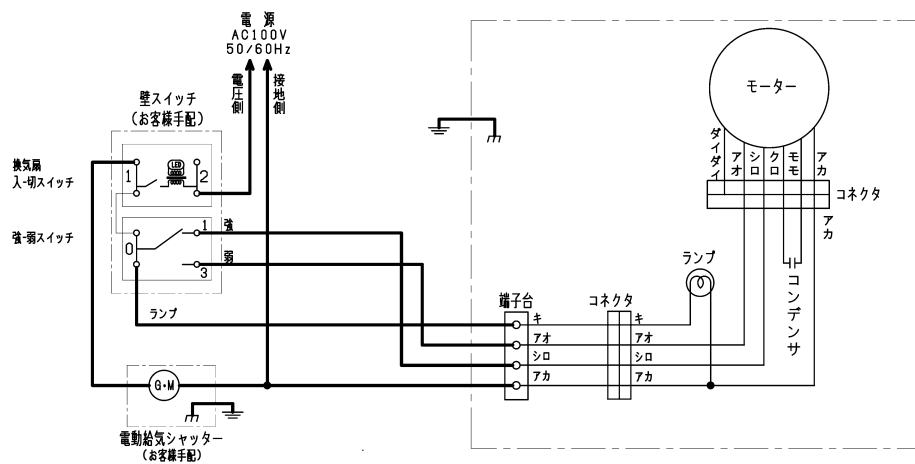 電源
AC100V
50/60Hz
電圧側
接地側
壁スイッチ
(お客様手配)
換気扇
入-切スイッチ
LED
1
2
強-弱スイッチ
0
1
強
3
弱
ランプ
G・M
電動給気シャッター
(お客様手配)
端子台
キ
アオ
シロ
アカ
コネクタ
キ
アオ
シロ
アカ
ランプ
モーター
ダイダイ
アオ
シロ
クロ
モモ
アカ
コネクタ
アカ
コンデンサ